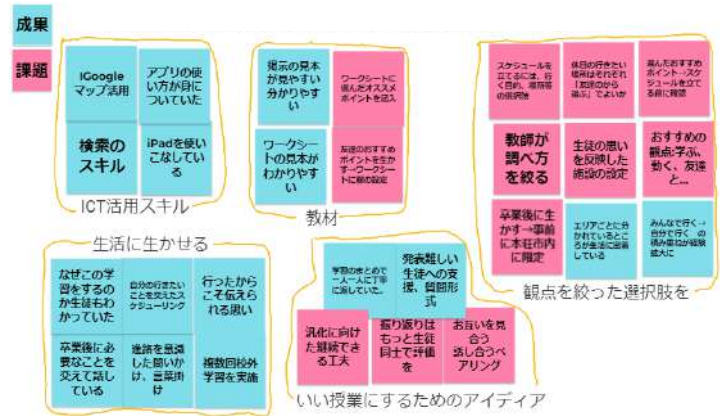 成果
課題
iGoogle
マップ活用
アプリの使
い方が身に
ついていた
検索の
スキル
iPadを使い
こなしている
ICT活用スキル
掲示の見本
が見やすい
分かりやすい
ワークシートに
選んだオススメ
ポイントを記入
ワークシー
トの見本が
わかりやす
い
友達のおすすめ
ポイントを生か
す→ワークシー
トに欄の設定
教材
スケジュールを
立てるには、行
く目的、場所等
の選択肢
休日の行きたい
場所はそれぞれ
「友達のから
選ぶ」でよいか
選んだおすすめ
ポイント→スケ
ジュールを立て
る前に確認
教師が
調べ方
を絞る
生徒の思い
を反映した
施設の設定
おすすめの
観点:学ぶ、
動く、友達
と...
卒業後に生
かす→事前
に本荘市内
に限定
エリアごとに分
かれているとこ
ろが生活に密着
している
みんなで行く→
自分で行く の
積み重ねが経験
拡大に
観点を絞った選択肢を
生活に生かせる
なぜこの学
習をするの
か生徒もわ
かっていた
自分の行きたい
ことを交えたス
ケジューリング
行ったから
こそ伝えら
れる思い
卒業後に必
要なことを
交えて話し
ている
進路を意識
した問いか
け、言葉掛
け
複数回校外
学習を実施
学習のまとめで
一人一人に丁寧
に返していた。
発表難しい
生徒への支
援、質問形
式
汎化に向け
た継続でき
る工夫
振り返りは
もっと生徒
同士で評価
を
お互いを見
合う
話し合うペ
アリング
いい授業にするためのアイディア